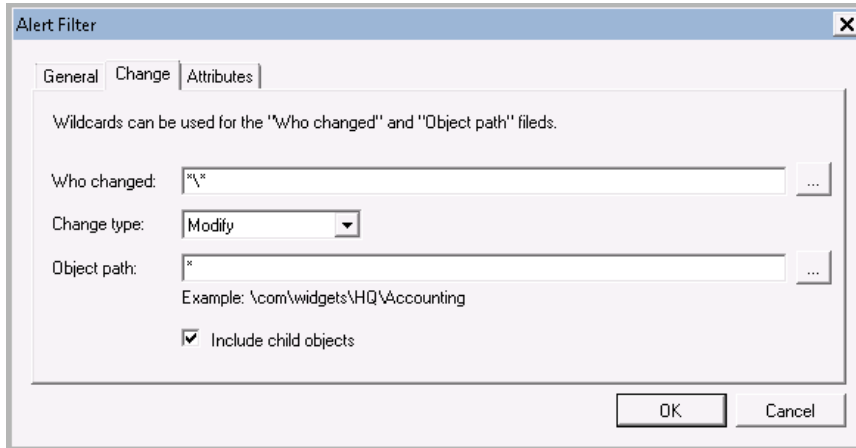 Alert Filter
General Change Attributes
Wildcards can be used for the "Who changed" and "Object path" fileds.
Who changed: *\* ...
Change type: Modify
Object path: * ...
Example: \com\widgets\HQ\Accounting
Include child objects
OK Cancel